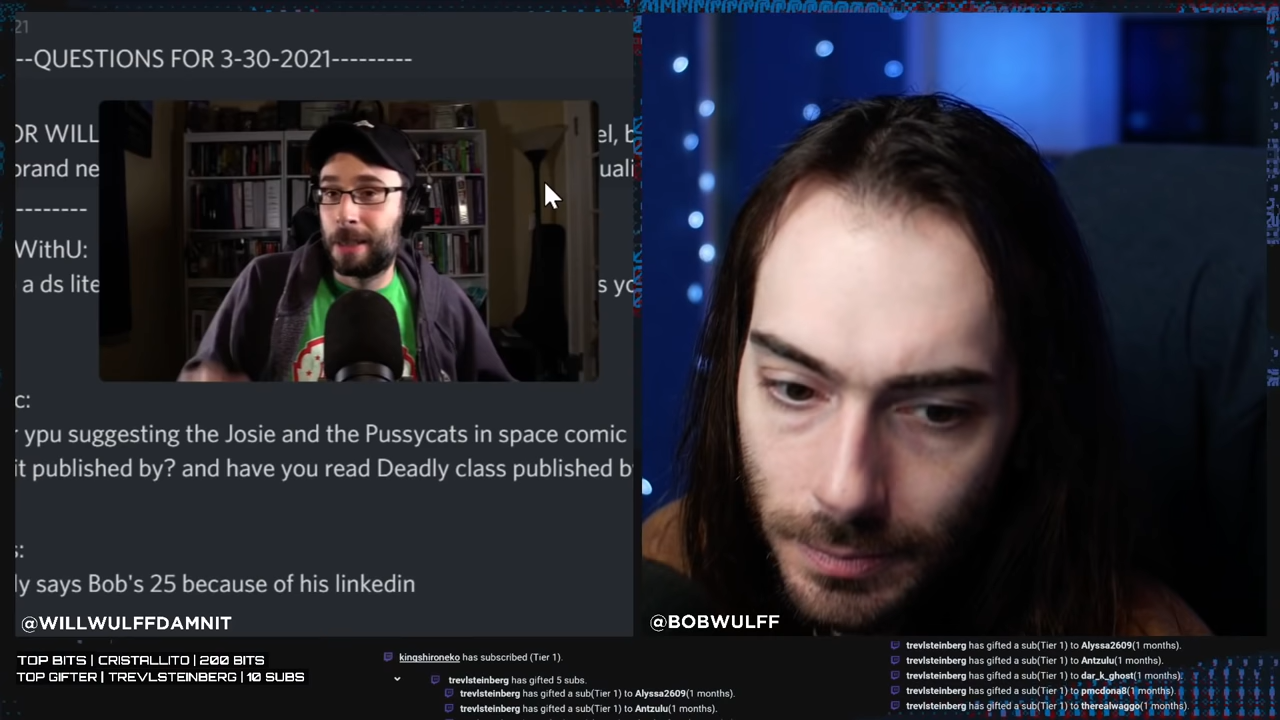 21
--QUESTIONS FOR 3-30-2021---------
OR WILL
el, b
brand ne
uali
--------
WithU:
a ds lite
s yo
c:
r ypu suggesting the Josie and the Pussycats in space comic
it published by? and have you read Deadly class published b
s:
ly says Bob's 25 because of his linkedin
@WILLWULFFDAMNIT
@BOBWULFF
TOP BITS | CRISTALLITO | 200 BITS
TOP GIFTER | TREVLSTEINBERG | 10 SUBS
kingshironeko has subscribed (Tier 1).
trevlsteinberg has gifted 5 subs.
trevlsteinberg has gifted a sub(Tier 1) to Alyssa2609(1 months).
trevlsteinberg has gifted a sub(Tier 1) to Antzulu(1 months).
trevlsteinberg has gifted a sub(Tier 1) to Alyssa2609(1 months).
trevlsteinberg has gifted a sub(Tier 1) to Antzulu(1 months).
trevlsteinberg has gifted a sub(Tier 1) to dar_k_ghost(1 months).
trevlsteinberg has gifted a sub(Tier 1) to pmcdona8(1 months).
trevlsteinberg has gifted a sub(Tier 1) to therealwaggo(1 months).